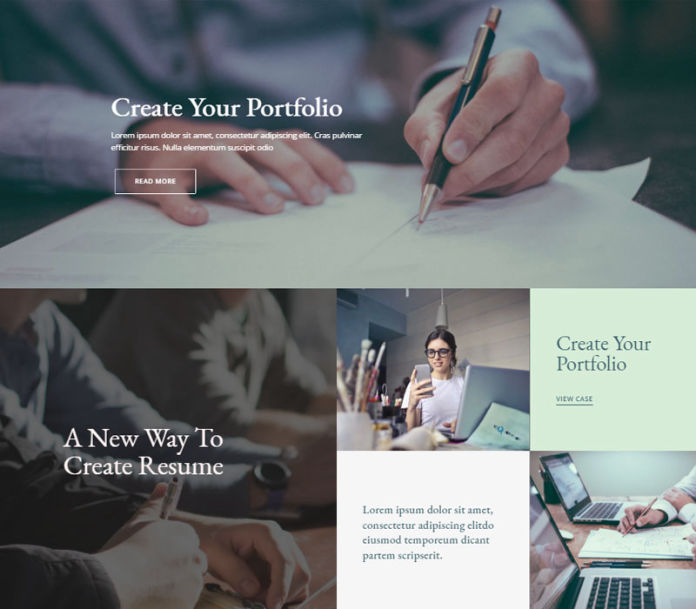 Create Your Portfolio
Lorem ipsum dolor sit amet, consectetur adipiscing elit. Cras pulvinar
efficitur risus. Nulla elementum suscipit odio
READ MORE
A New Way To
Create Resume
Create Your
Portfolio
VIEW CASE
Lorem ipsum dolor sit amet,
consectetur adipiscing elitdo
eiusmod temporeum dicant
partem scripserit.